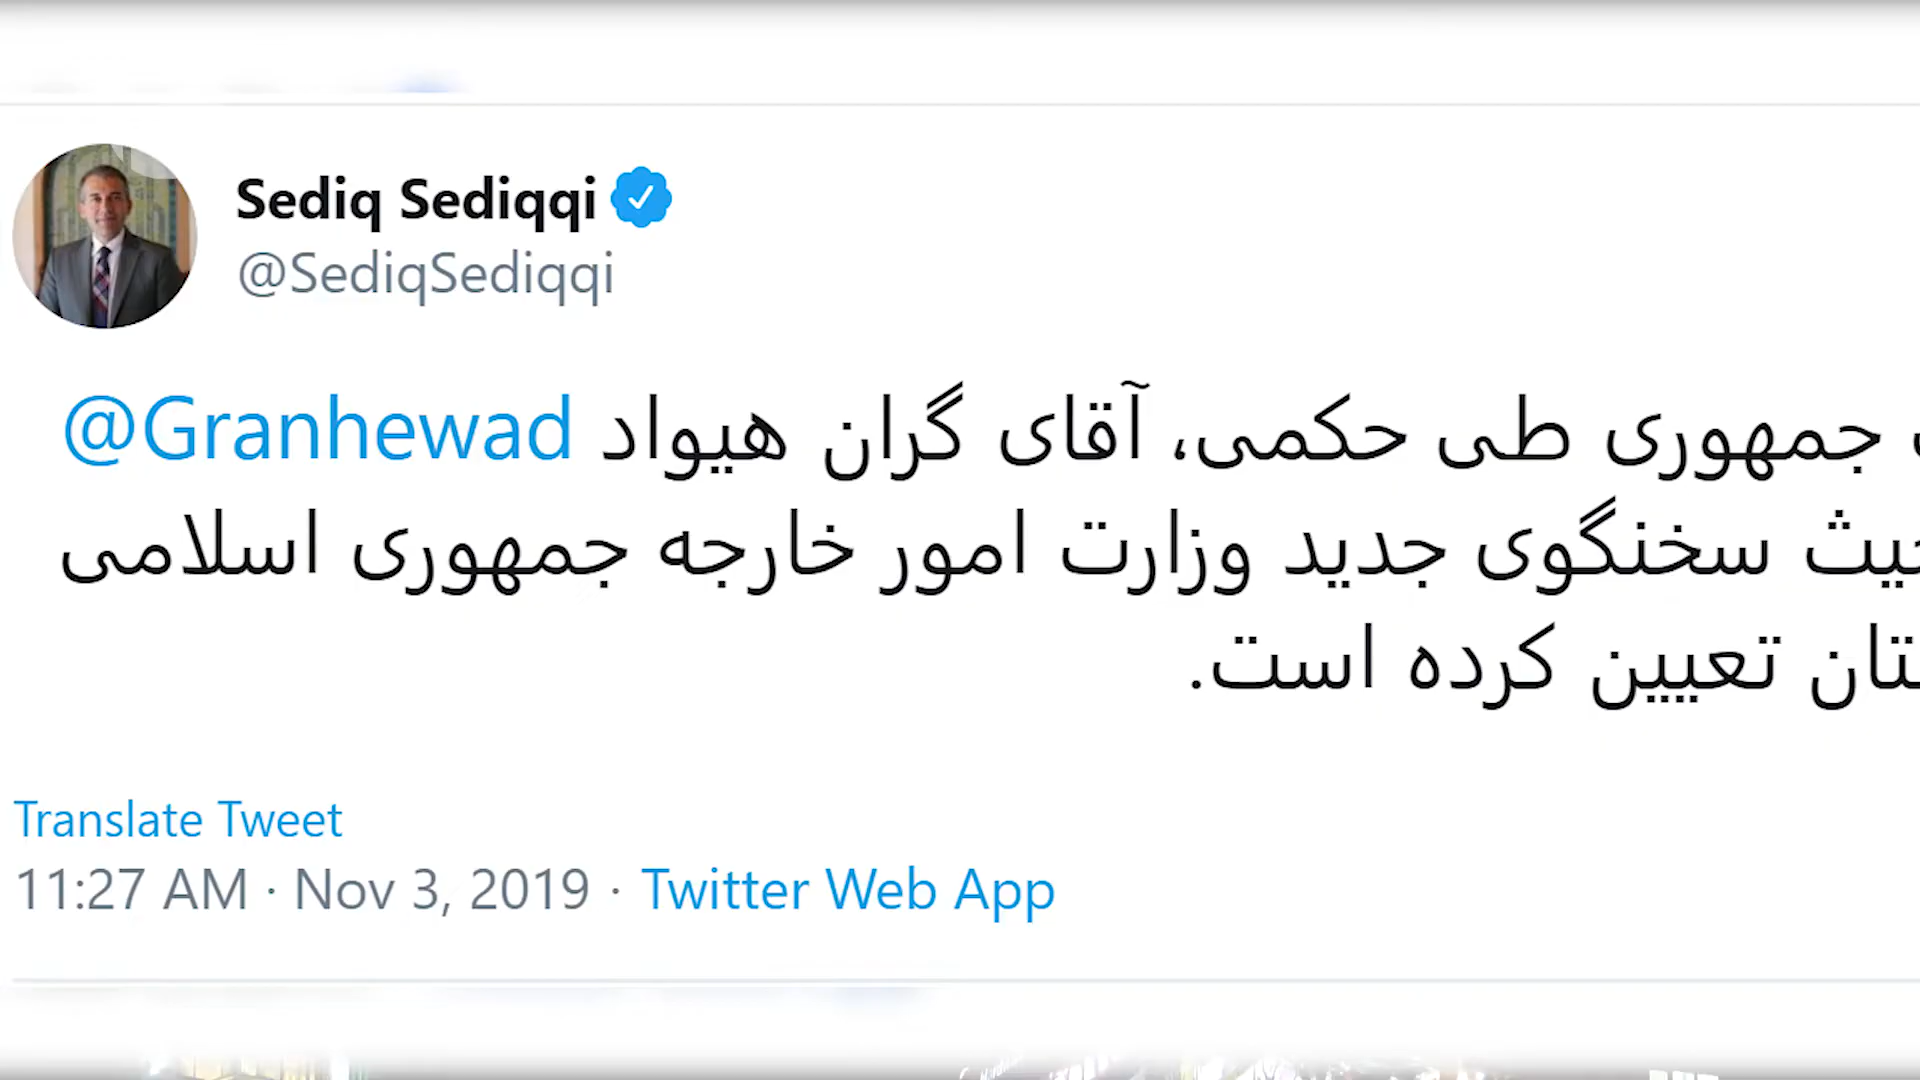 Sediq Sediqqi
@SediqSediqqi
جمهوری طی حکمی، آقای گران هیواد @Granhewad
سخنگوی جدید وزارت امور خارجه جمهوری اسلامی
تعیین کرده است.
Translate Tweet
11:27 AM · Nov 3, 2019 · Twitter Web App